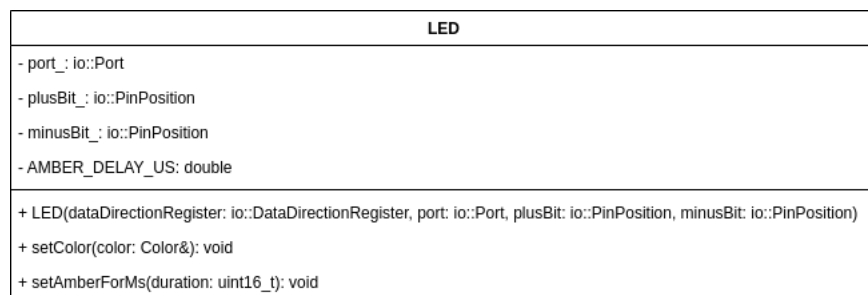 LED
- port_: io::Port
- plusBit_: io::PinPosition
- minusBit_: io::PinPosition
- AMBER_DELAY_US: double
+ LED(dataDirectionRegister: io::DataDirectionRegister, port: io::Port, plusBit: io::PinPosition, minusBit: io::PinPosition)
+ setColor(color: Color&): void
+ setAmberForMs(duration: uint16_t): void